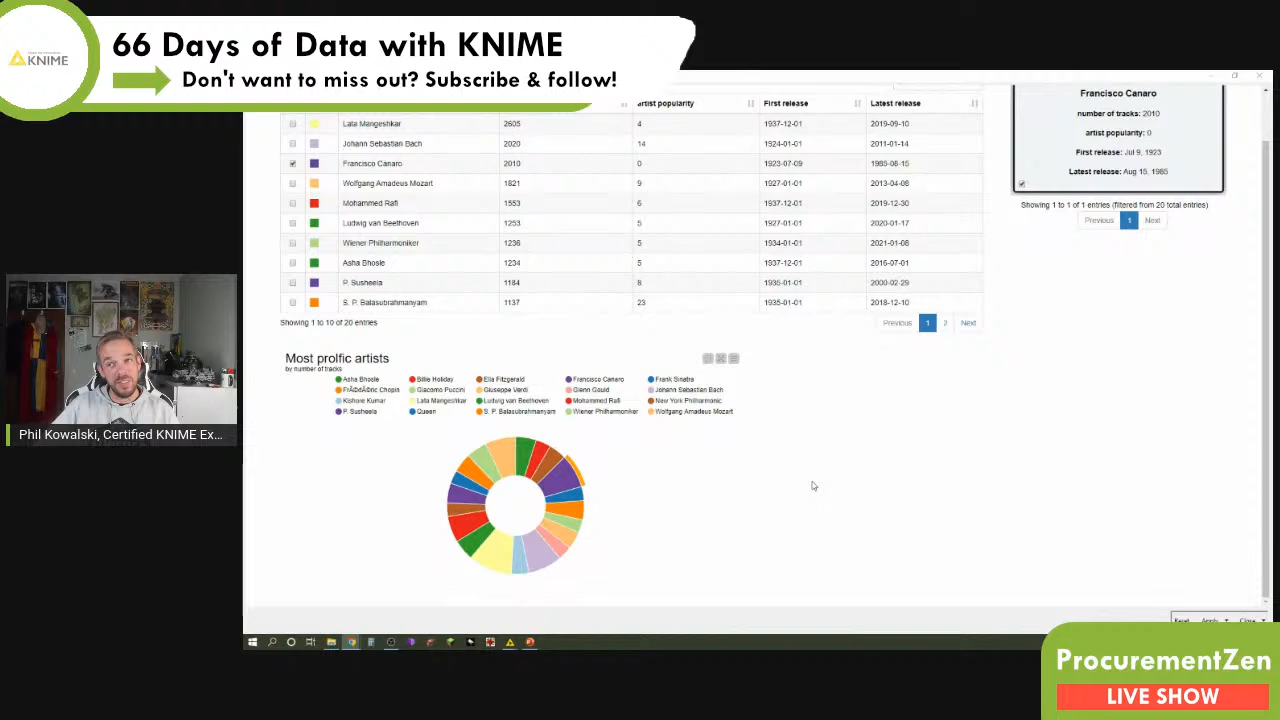 66 Days of Data with KNIME
KNIME
Don't want to miss out? Subscribe & follow!
artist popularity First release Latest release
Lata Mangeshkar 2605 4 1937-12-01 2019-09-10
Johann Sebastian Bach 2020 14 1924-01-01 2011-01-14
Francisco Canaro 2010 0 1923-07-09 1985-08-15
Wolfgang Amadeus Mozart 1821 9 1927-01-01 2013-04-08
Mohammed Rafi 1553 6 1937-12-01 2019-12-30
Ludwig van Beethoven 1253 5 1927-01-01 2020-01-17
Wiener Philharmoniker 1236 5 1934-01-01 2021-01-08
Asha Bhosle 1234 5 1937-12-01 2016-07-01
P. Susheela 1184 8 1935-01-01 2000-02-29
S. P. Balasubrahmanyam 1137 23 1935-01-01 2018-12-10
Showing 1 to 10 of 20 entries
Previous 1 2 Next
Francisco Canaro
number of tracks: 2010
artist popularity: 0
First release: Jul 9, 1923
Latest release: Aug 15, 1985
Showing 1 to 1 of 1 entries (filtered from 20 total entries)
Previous 1 Next
Most prolfic artists
by number of tracks
Asha Bhosle Billie Holiday Ella Fitzgerald Francisco Canaro Frank Sinatra
FrÃ©dÃ©ric Chopin Giacomo Puccini Giuseppe Verdi Glenn Gould Johann Sebastian Bach
Kishore Kumar Lata Mangeshkar Ludwig van Beethoven Mohammed Rafi New York Philharmonic
P. Susheela Queen S. P. Balasubrahmanyam Wiener Philharmoniker Wolfgang Amadeus Mozart
Phil Kowalski, Certified KNIME Ex...
Reset Apply Close
ProcurementZen
LIVE SHOW